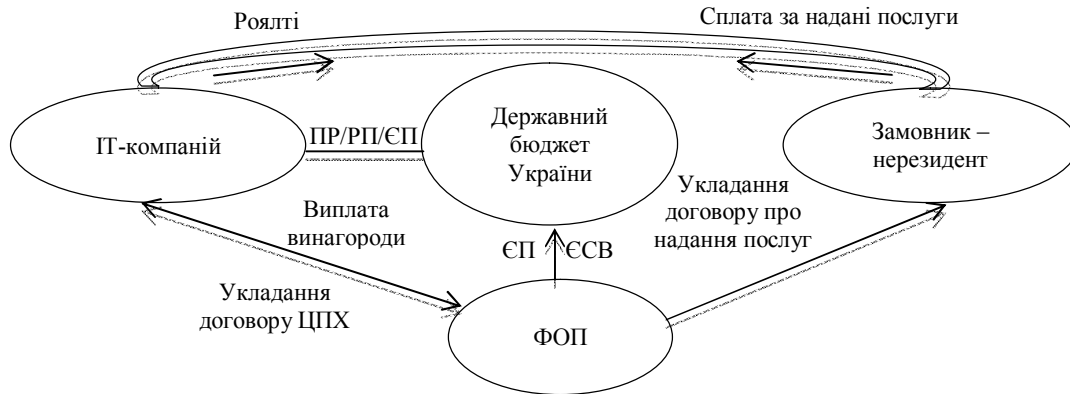 Роялті
Сплата за надані послуги
ІТ-компаній
ПР/РП/ЄП
Державний
бюджет
України
Замовник –
нерезидент
Виплата
винагороди
Укладання
договору про
надання послуг
ЄП
ЄСВ
Укладання
договору ЦПХ
ФОП